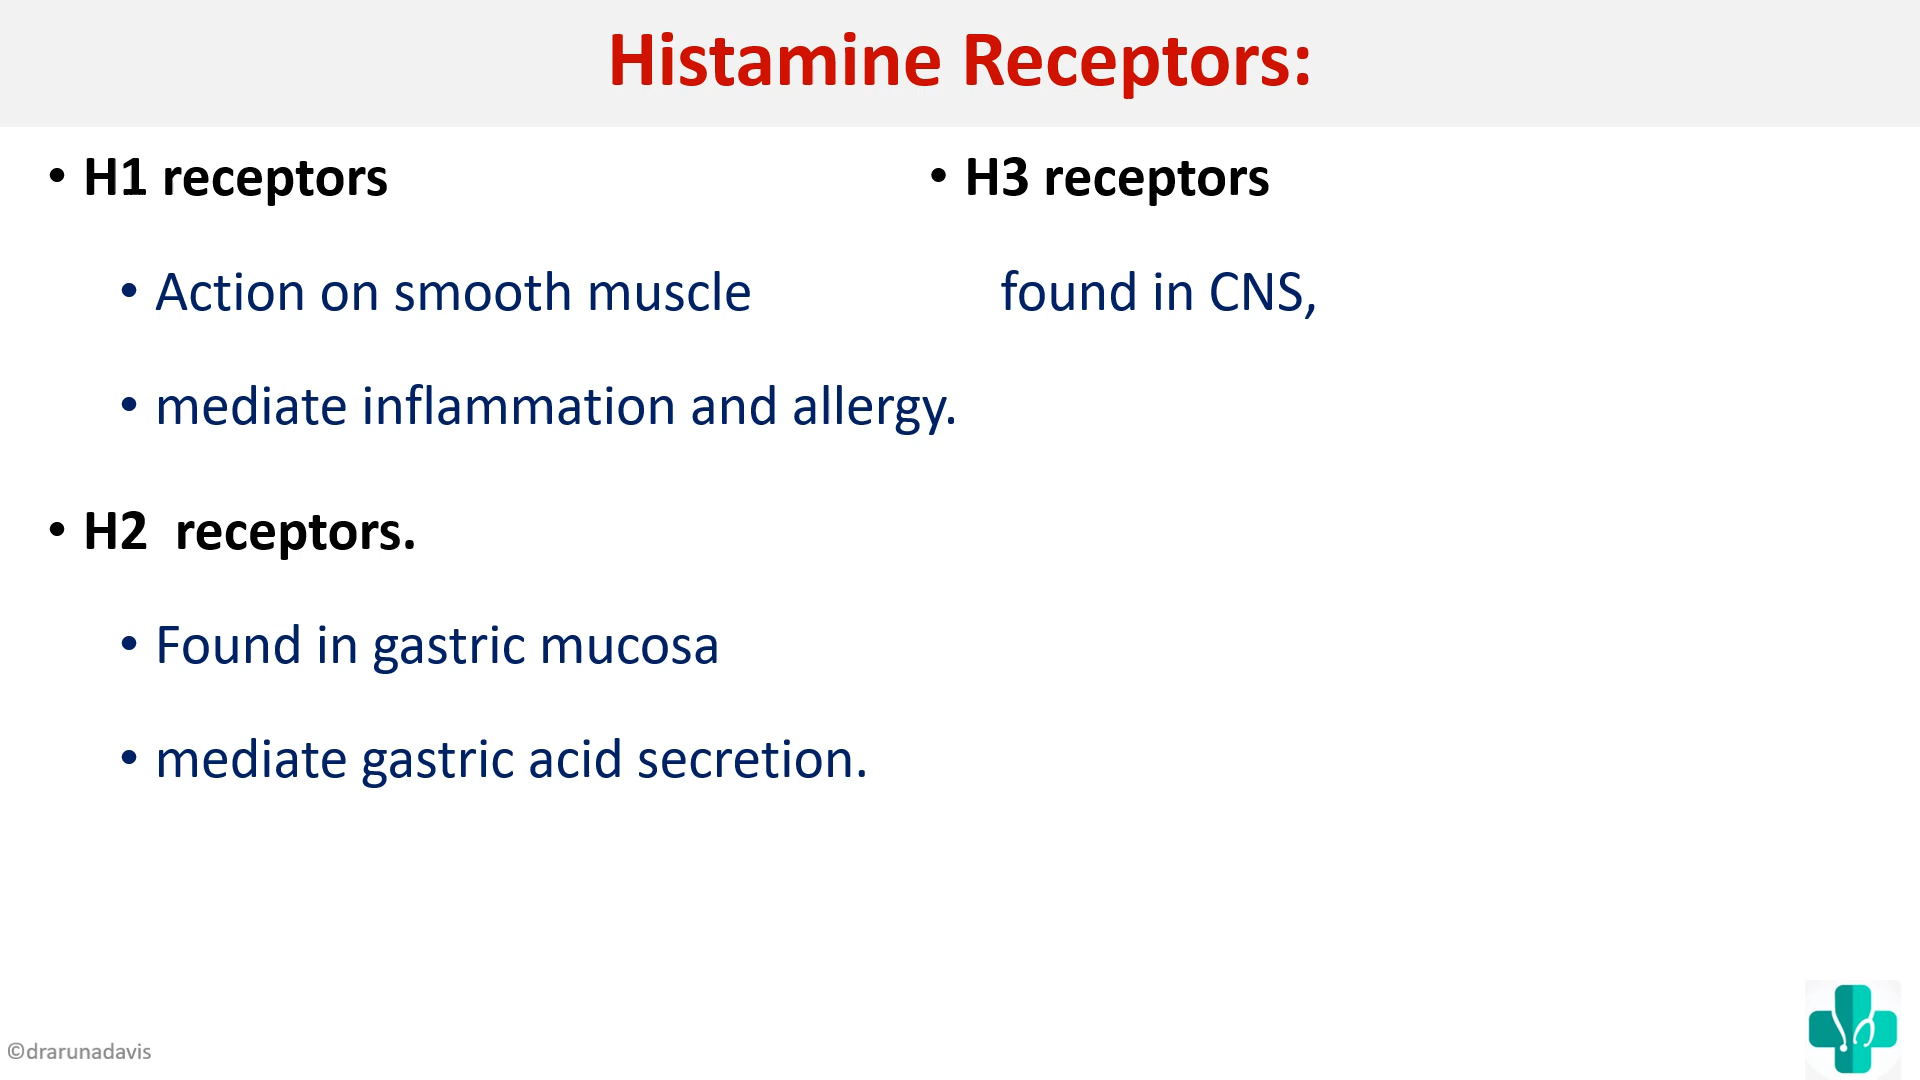 Histamine Receptors:
• H1 receptors
• Action on smooth muscle
• mediate inflammation and allergy.
• H2  receptors.
• Found in gastric mucosa
• mediate gastric acid secretion.
• H3 receptors
found in CNS,
©drarunadavis